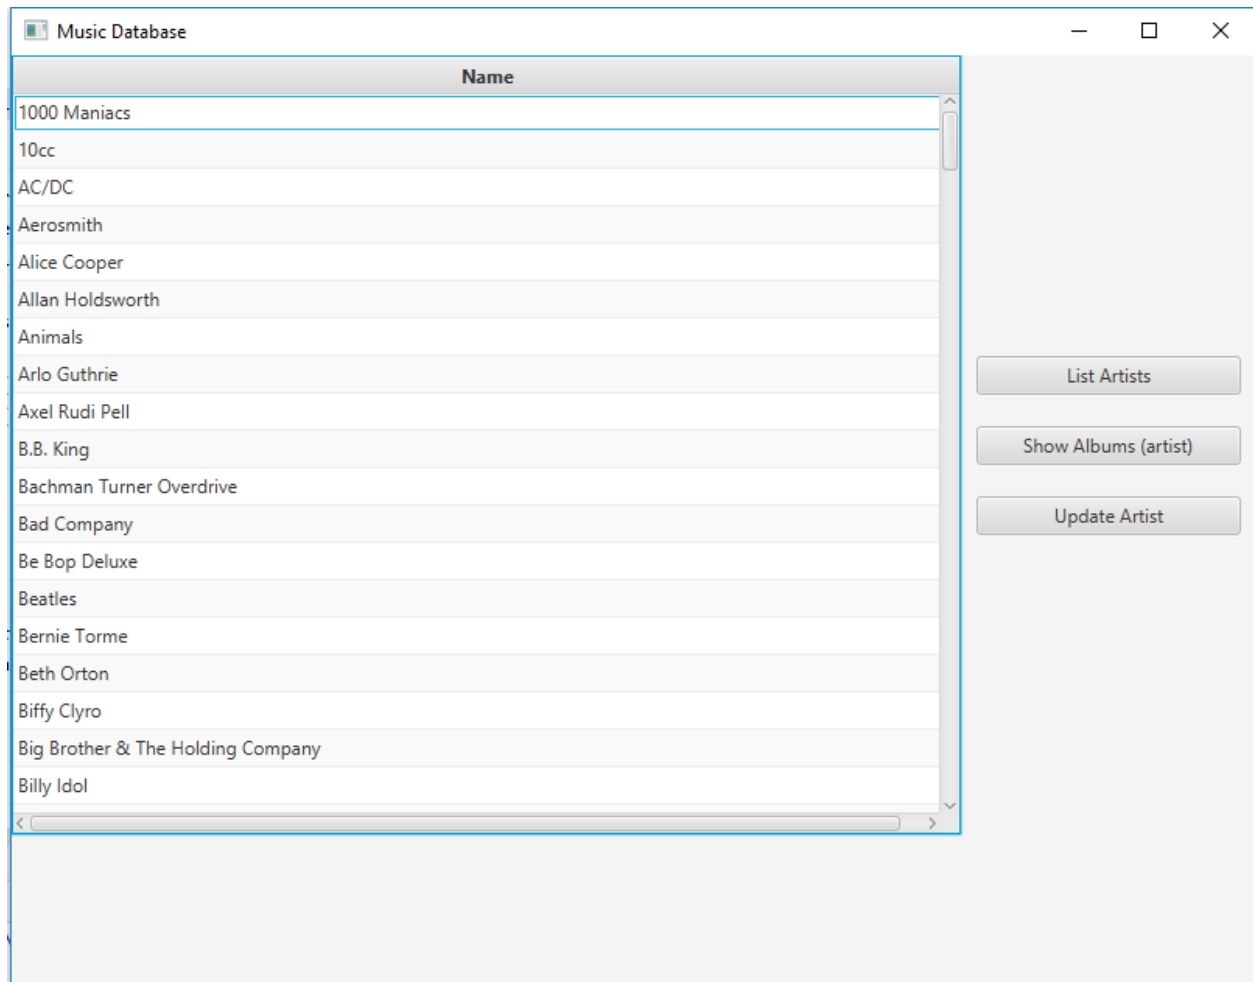 Music Database
Name
1000 Maniacs
10cc
AC/DC
Aerosmith
Alice Cooper
Allan Holdsworth
Animals
Arlo Guthrie
Axel Rudi Pell
B.B. King
Bachman Turner Overdrive
Bad Company
Be Bop Deluxe
Beatles
Bernie Torme
Beth Orton
Biffy Clyro
Big Brother & The Holding Company
Billy Idol
List Artists
Show Albums (artist)
Update Artist